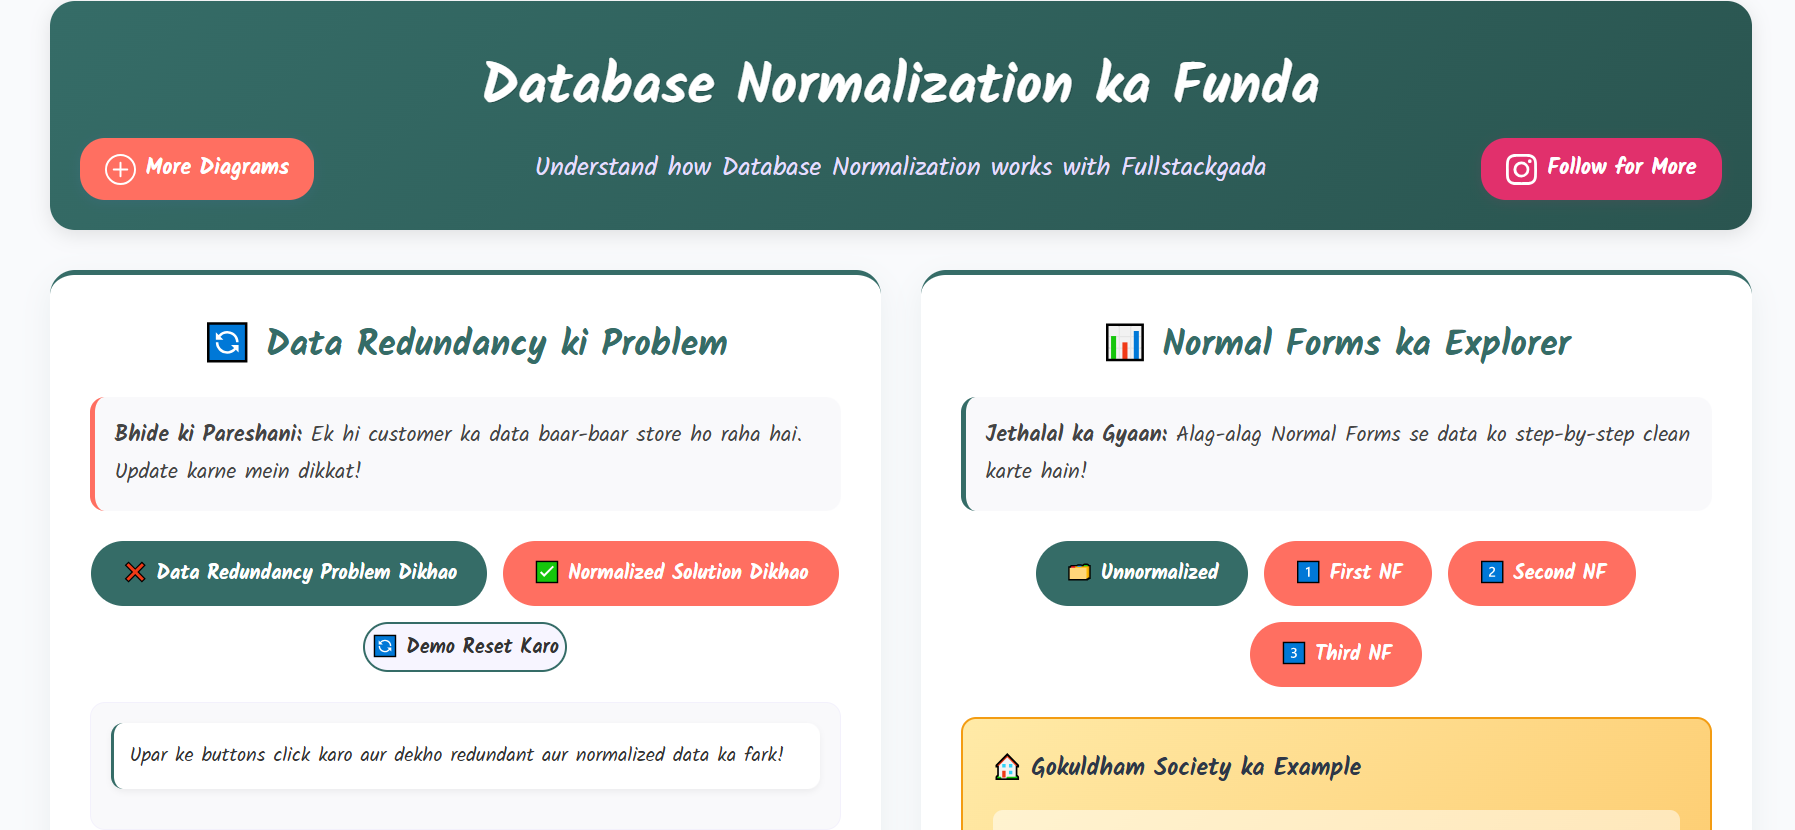 Database Normalization ka Funda
More Diagrams
Understand how Database Normalization works with Fullstackgada
Follow for More
Data Redundancy ki Problem
Bhide ki Pareshani: Ek hi customer ka data baar-baar store ho raha hai.
Update karne mein dikkat!
Data Redundancy Problem Dikhao
Normalized Solution Dikhao
Demo Reset Karo
Upar ke buttons click karo aur dekho redundant aur normalized data ka fark!
Normal Forms ka Explorer
Jethalal ka Gyaan: Alag-alag Normal Forms se data ko step-by-step clean
karte hain!
Unnormalized
1 First NF
2 Second NF
3 Third NF
Gokuldham Society ka Example